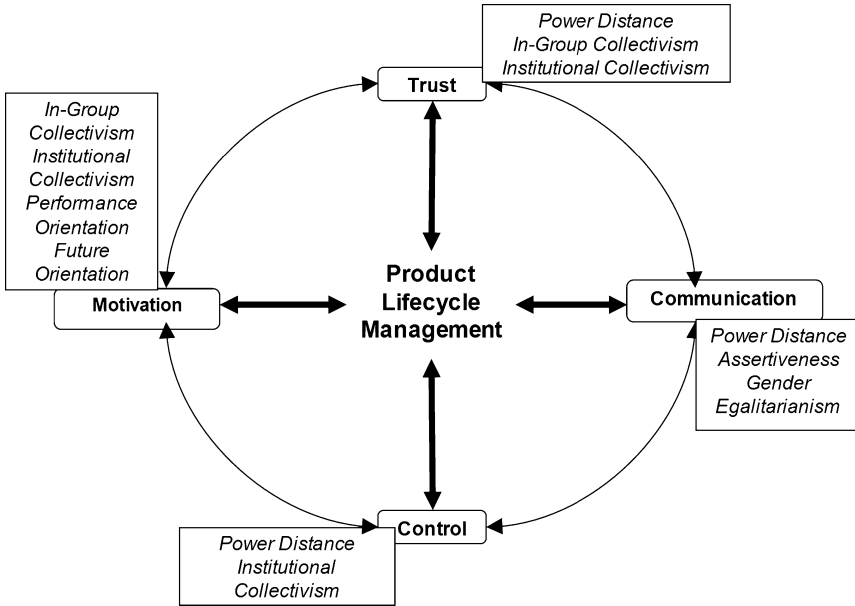 Power Distance
In-Group Collectivism
Institutional Collectivism
Trust
In-Group
Collectivism
Institutional
Collectivism
Performance
Orientation
Future
Orientation
Motivation
Product
Lifecycle
Management
Communication
Power Distance
Assertiveness
Gender
Egalitarianism
Control
Power Distance
Institutional
Collectivism